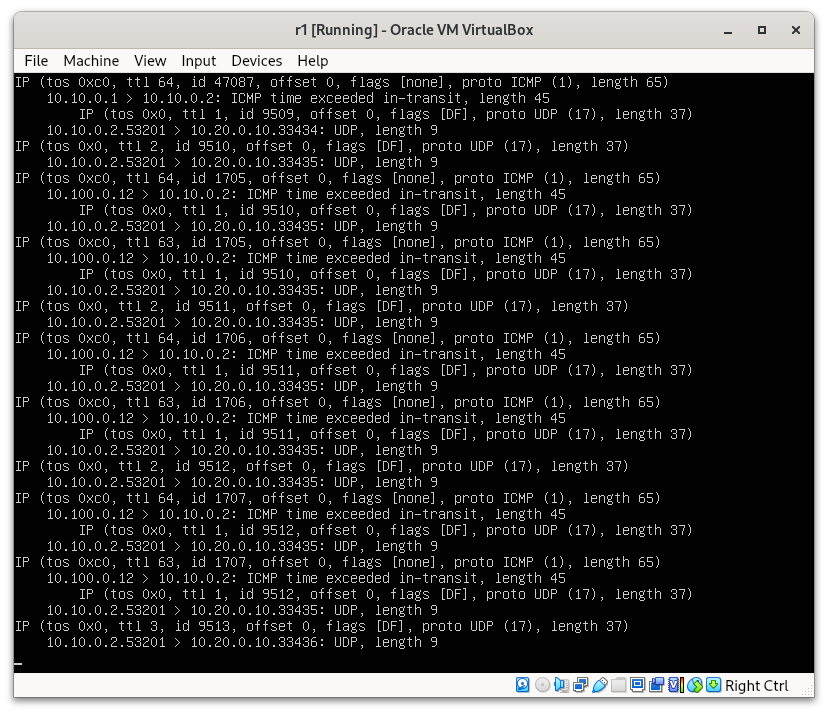 r1 [Running] - Oracle VM VirtualBox
File Machine View Input Devices Help
IP (tos 0xc0, ttl 64, id 47087, offset 0, flags [none], proto ICMP (1), length 65)
    10.10.0.1 > 10.10.0.2: ICMP time exceeded in-transit, length 45
        IP (tos 0x0, ttl 1, id 9509, offset 0, flags [DF], proto UDP (17), length 37)
    10.10.0.2.53201 > 10.20.0.10.33434: UDP, length 9
IP (tos 0x0, ttl 2, id 9510, offset 0, flags [DF], proto UDP (17), length 37)
    10.10.0.2.53201 > 10.20.0.10.33435: UDP, length 9
IP (tos 0xc0, ttl 64, id 1705, offset 0, flags [none], proto ICMP (1), length 65)
    10.100.0.12 > 10.10.0.2: ICMP time exceeded in-transit, length 45
        IP (tos 0x0, ttl 1, id 9510, offset 0, flags [DF], proto UDP (17), length 37)
    10.10.0.2.53201 > 10.20.0.10.33435: UDP, length 9
IP (tos 0xc0, ttl 63, id 1705, offset 0, flags [none], proto ICMP (1), length 65)
    10.100.0.12 > 10.10.0.2: ICMP time exceeded in-transit, length 45
        IP (tos 0x0, ttl 1, id 9510, offset 0, flags [DF], proto UDP (17), length 37)
    10.10.0.2.53201 > 10.20.0.10.33435: UDP, length 9
IP (tos 0x0, ttl 2, id 9511, offset 0, flags [DF], proto UDP (17), length 37)
    10.10.0.2.53201 > 10.20.0.10.33435: UDP, length 9
IP (tos 0xc0, ttl 64, id 1706, offset 0, flags [none], proto ICMP (1), length 65)
    10.100.0.12 > 10.10.0.2: ICMP time exceeded in-transit, length 45
        IP (tos 0x0, ttl 1, id 9511, offset 0, flags [DF], proto UDP (17), length 37)
    10.10.0.2.53201 > 10.20.0.10.33435: UDP, length 9
IP (tos 0xc0, ttl 63, id 1706, offset 0, flags [none], proto ICMP (1), length 65)
    10.100.0.12 > 10.10.0.2: ICMP time exceeded in-transit, length 45
        IP (tos 0x0, ttl 1, id 9511, offset 0, flags [DF], proto UDP (17), length 37)
    10.10.0.2.53201 > 10.20.0.10.33435: UDP, length 9
IP (tos 0x0, ttl 2, id 9512, offset 0, flags [DF], proto UDP (17), length 37)
    10.10.0.2.53201 > 10.20.0.10.33435: UDP, length 9
IP (tos 0xc0, ttl 64, id 1707, offset 0, flags [none], proto ICMP (1), length 65)
    10.100.0.12 > 10.10.0.2: ICMP time exceeded in-transit, length 45
        IP (tos 0x0, ttl 1, id 9512, offset 0, flags [DF], proto UDP (17), length 37)
    10.10.0.2.53201 > 10.20.0.10.33435: UDP, length 9
IP (tos 0xc0, ttl 63, id 1707, offset 0, flags [none], proto ICMP (1), length 65)
    10.100.0.12 > 10.10.0.2: ICMP time exceeded in-transit, length 45
        IP (tos 0x0, ttl 1, id 9512, offset 0, flags [DF], proto UDP (17), length 37)
    10.10.0.2.53201 > 10.20.0.10.33435: UDP, length 9
IP (tos 0x0, ttl 3, id 9513, offset 0, flags [DF], proto UDP (17), length 37)
    10.10.0.2.53201 > 10.20.0.10.33436: UDP, length 9
Right Ctrl